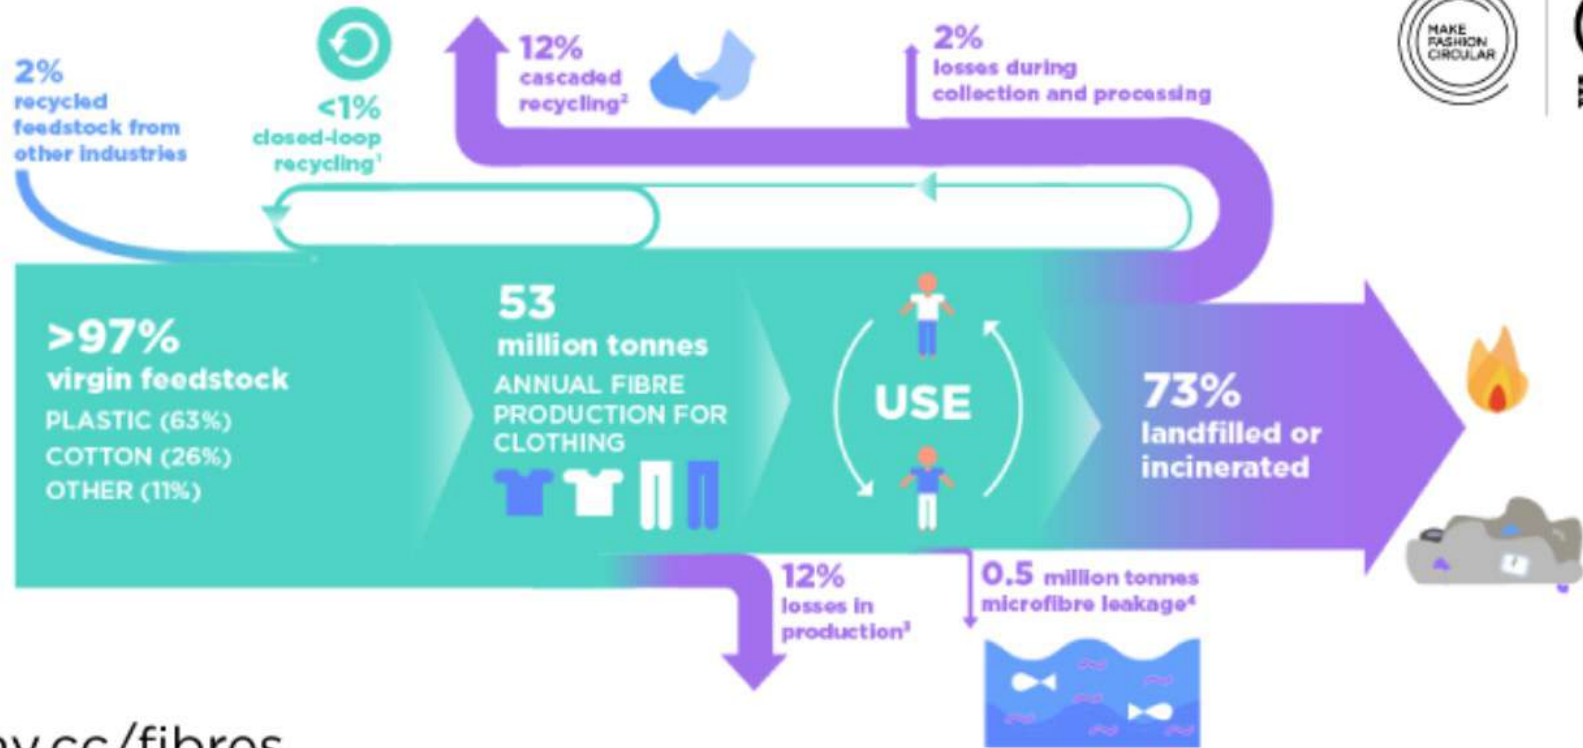 2%
recycled
feedstock from
other industries
<1%
closed-loop
recycling¹
12%
cascaded
recycling²
2%
losses during
collection and processing
MAKE
FASHION
CIRCULAR
>97%
virgin feedstock
PLASTIC (63%)
COTTON (26%)
OTHER (11%)
53
million tonnes
ANNUAL FIBRE
PRODUCTION FOR
CLOTHING
USE
73%
landfilled or
incinerated
12%
losses in
production³
0.5 million tonnes
microfibre leakage⁴